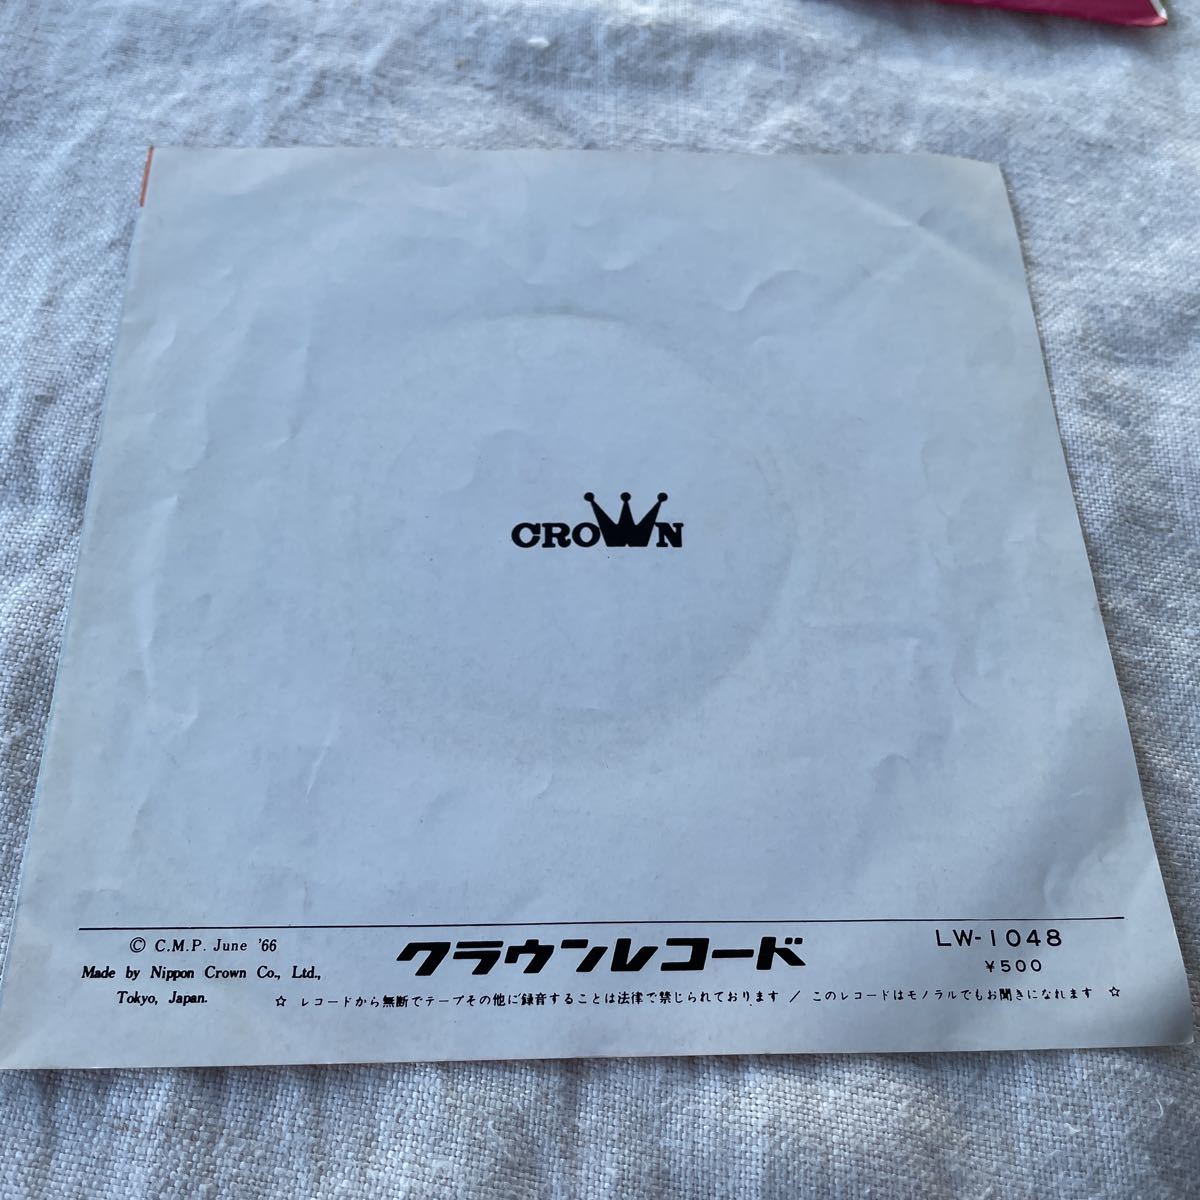 CROWN
© C.M.P. June '66
Made by Nippon Crown Co., Ltd.,
Tokyo, Japan.
クラウンレコード
LW-1048
¥500
☆ レコードから無断でテープその他に録音することは法律で禁じられております / このレコードはモノラルでもお聞きになれます ☆